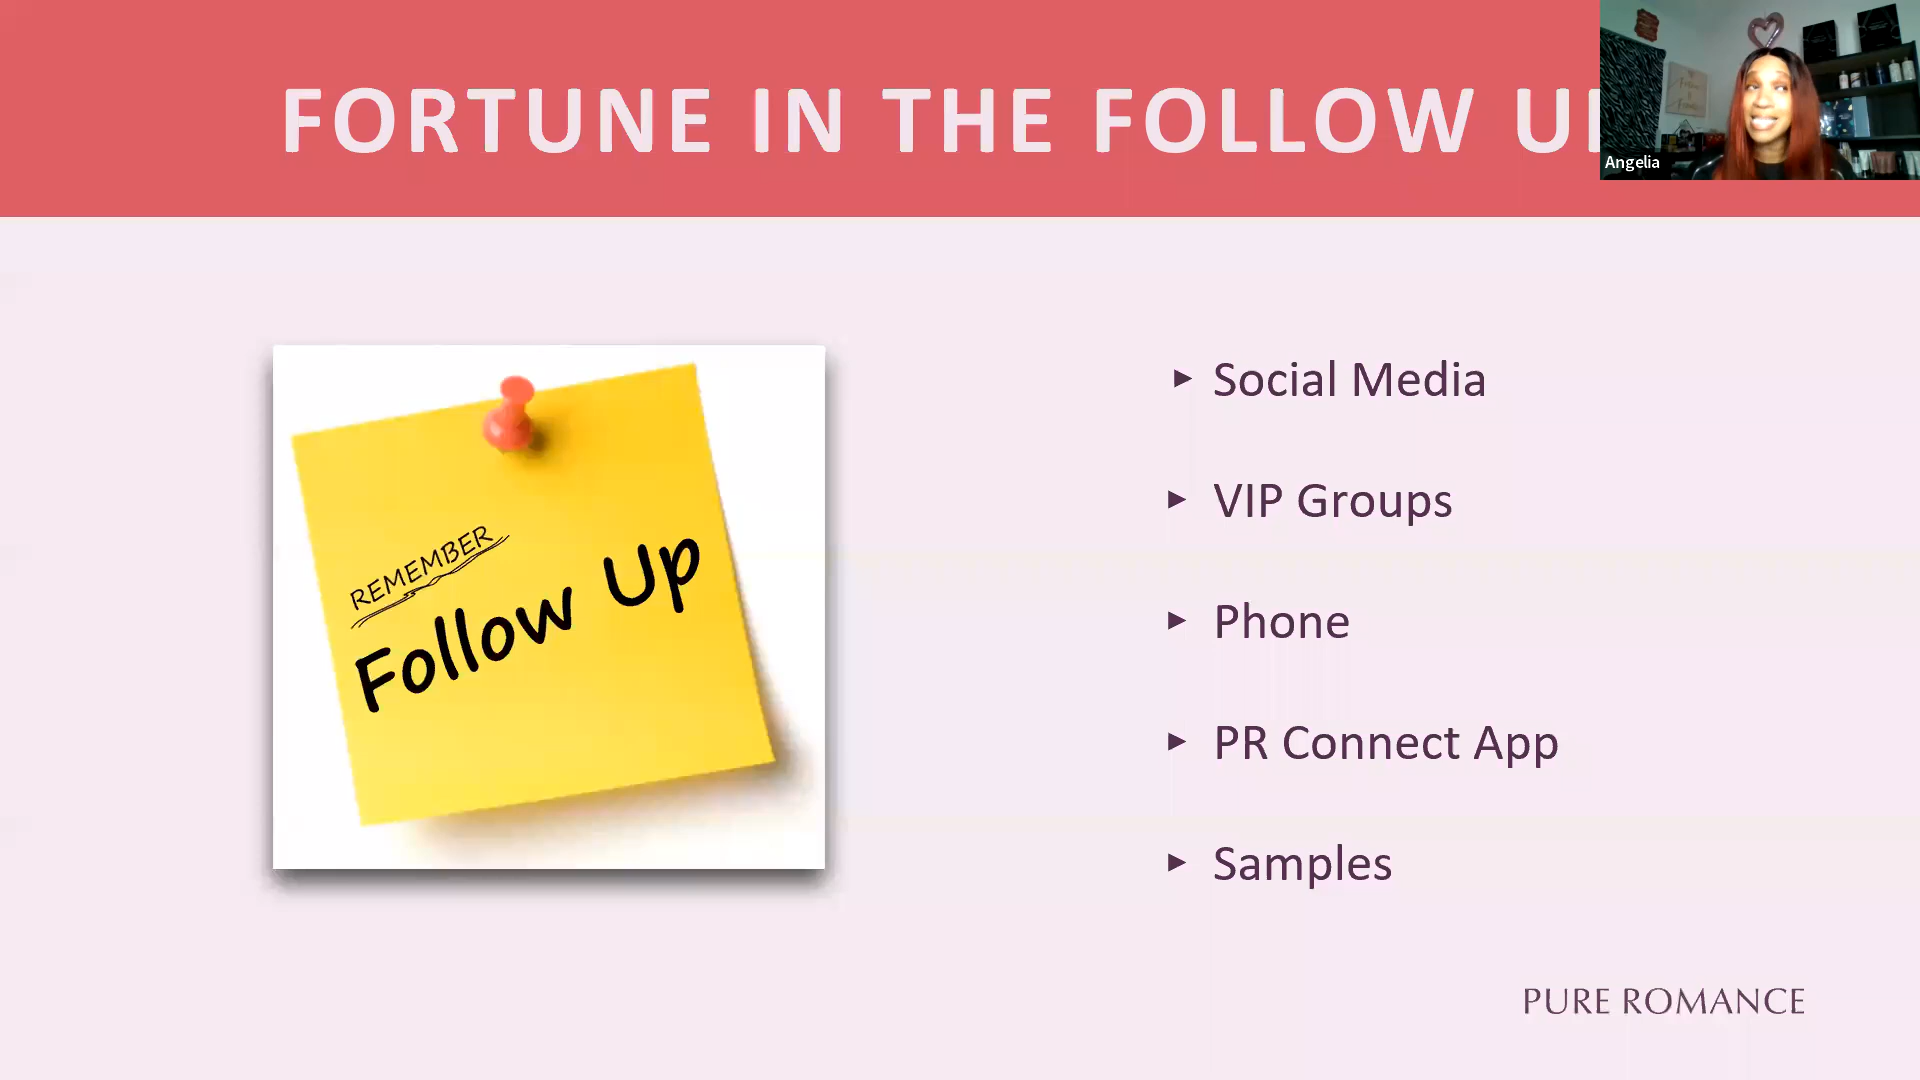 FORTUNE IN THE FOLLOW U
Angelia
REMEMBER
Follow Up
Social Media
VIP Groups
Phone
PR Connect App
Samples
PURE ROMANCE